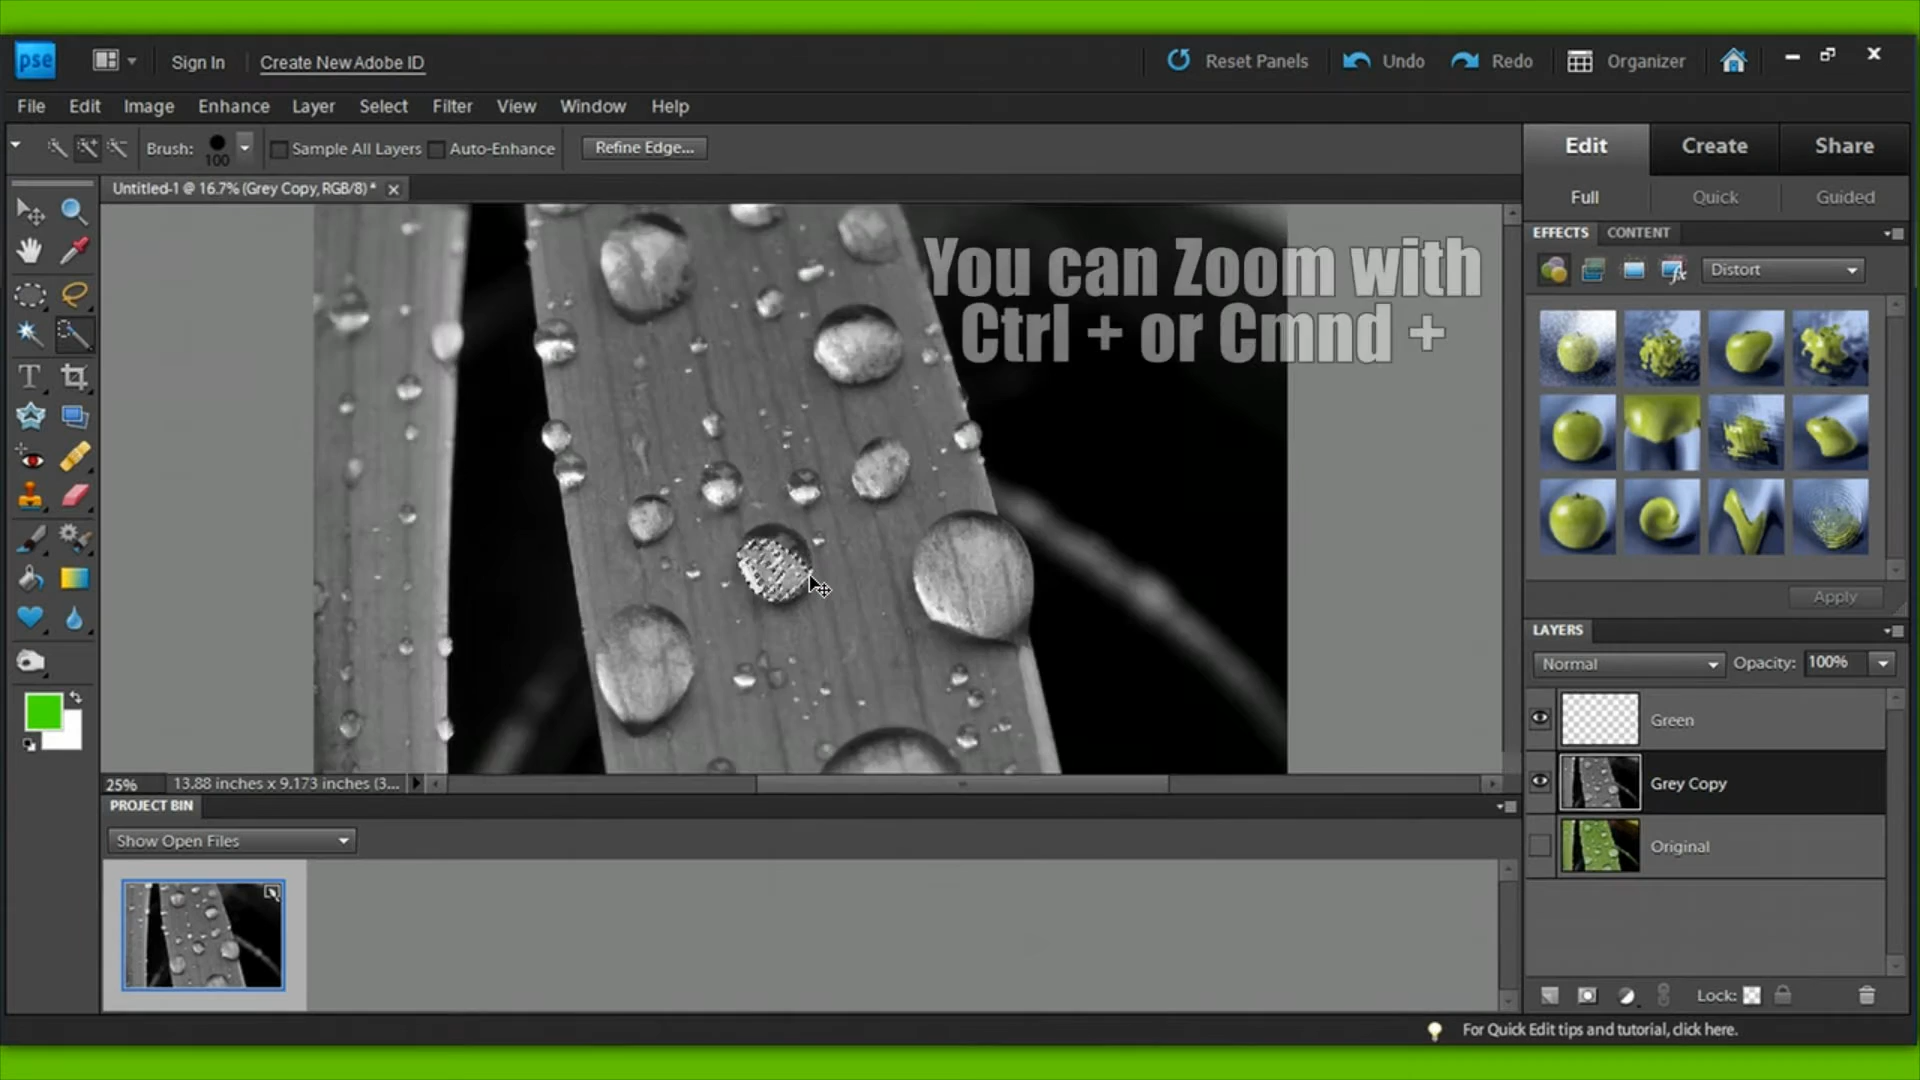 pse
Sign In
Create New Adobe ID
Reset Panels
Undo
Redo
Organizer
File
Edit
Image
Enhance
Layer
Select
Filter
View
Window
Help
Brush:
100
Sample All Layers
Auto-Enhance
Refine Edge...
Edit
Create
Share
Full
Quick
Guided
Untitled-1 @ 16.7% (Grey Copy, RGB/8) *
You can Zoom with
Ctrl + or Cmnd +
EFFECTS
CONTENT
Distort
Apply
LAYERS
Normal
Opacity:
100%
Green
Grey Copy
Original
Lock:
25%
13.88 inches x 9.173 inches (3...
PROJECT BIN
Show Open Files
For Quick Edit tips and tutorial, click here.